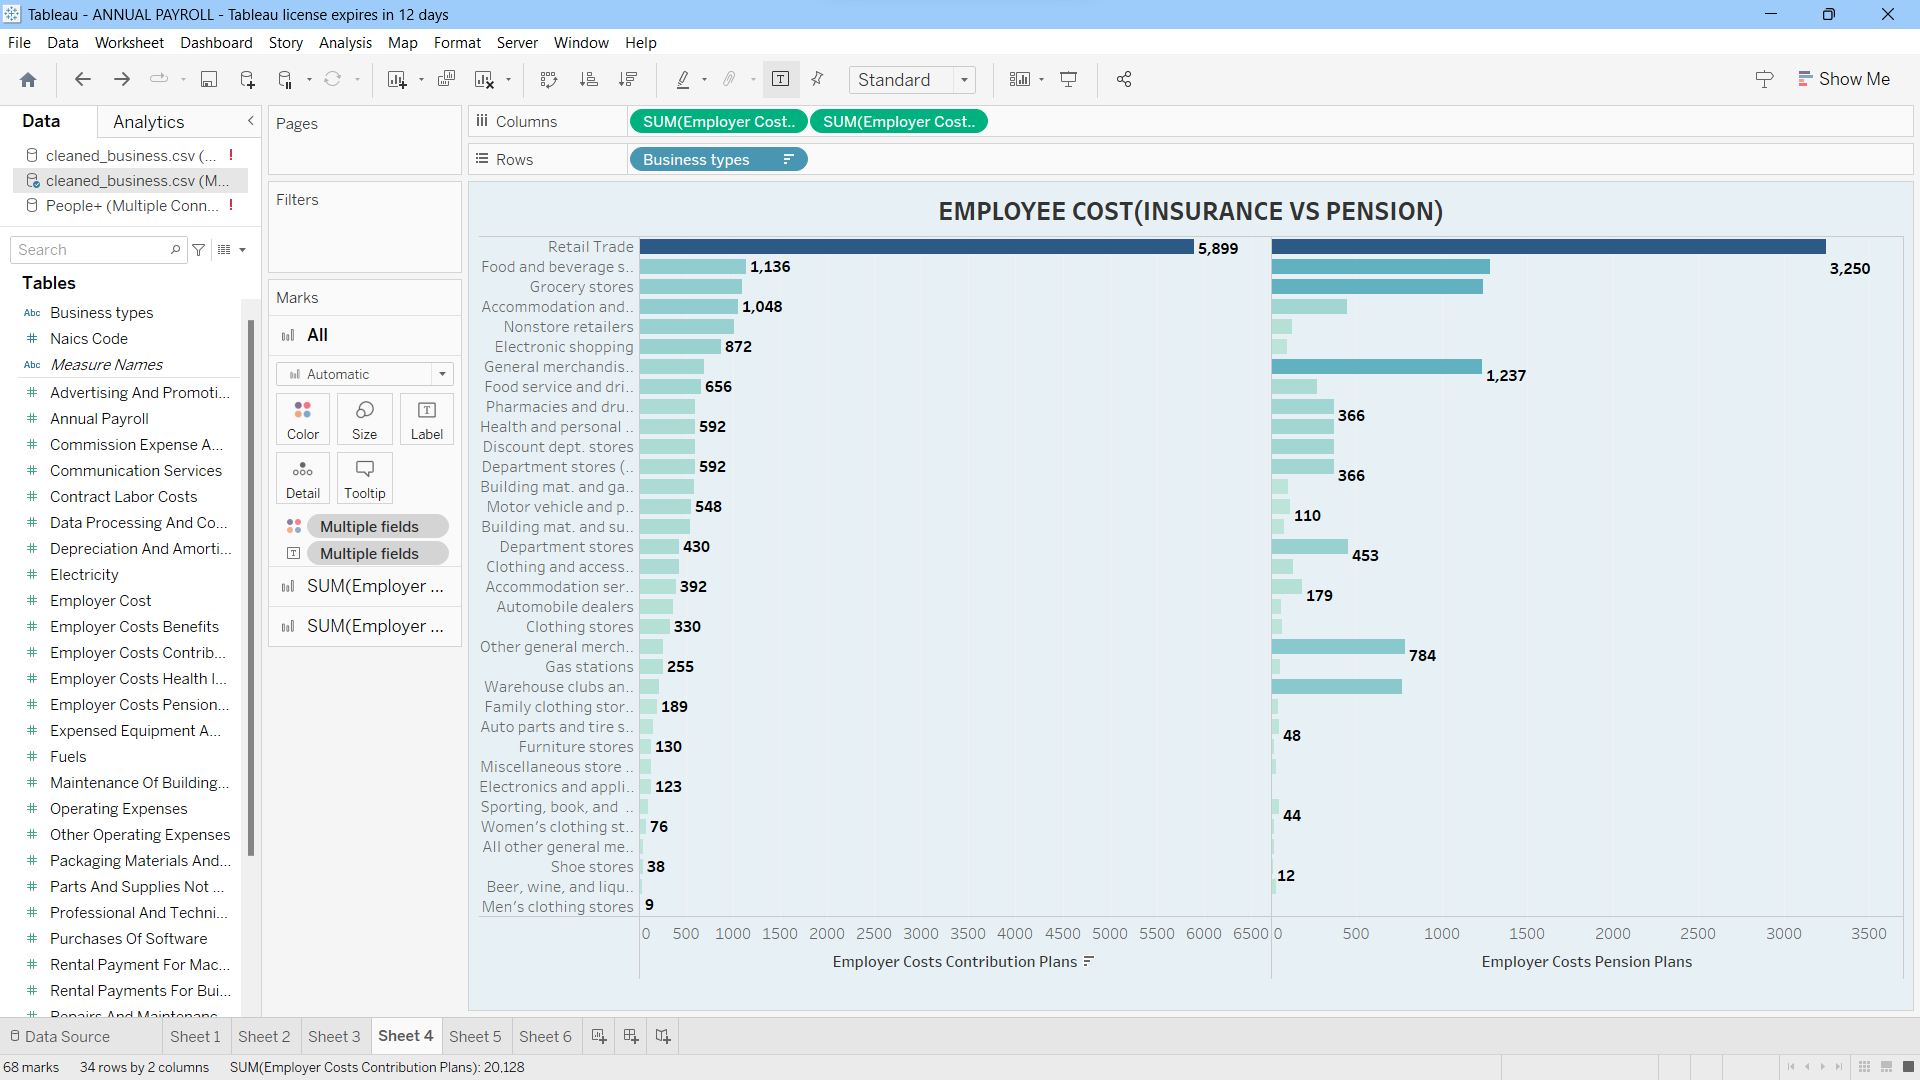 Tableau - ANNUAL PAYROLL - Tableau license expires in 12 days
File Data Worksheet Dashboard Story Analysis Map Format Server Window Help
Standard
Show Me
Data Analytics
cleaned_business.csv (... !
cleaned_business.csv (M...
People+ (Multiple Conn... !
Search
Tables
Abc Business types
# Naics Code
Abc Measure Names
# Advertising And Promoti...
# Annual Payroll
# Commission Expense A...
# Communication Services
# Contract Labor Costs
# Data Processing And Co...
# Depreciation And Amorti...
# Electricity
# Employer Cost
# Employer Costs Benefits
# Employer Costs Contrib...
# Employer Costs Health I...
# Employer Costs Pension...
# Expensed Equipment A...
# Fuels
# Maintenance Of Building...
# Operating Expenses
# Other Operating Expenses
# Packaging Materials And...
# Parts And Supplies Not ...
# Professional And Techni...
# Purchases Of Software
# Rental Payment For Mac...
# Rental Payments For Bui...
# Repairs And Maintenanc
Pages
Filters
Marks
All
Automatic
Color Size Label
Detail Tooltip
Multiple fields
Multiple fields
SUM(Employer ...
SUM(Employer ...
Columns SUM(Employer Cost.. SUM(Employer Cost..
Rows Business types
EMPLOYEE COST(INSURANCE VS PENSION)
Retail Trade 5,899
Food and beverage s.. 1,136 3,250
Grocery stores
Accommodation and.. 1,048
Nonstore retailers
Electronic shopping 872
General merchandis.. 1,237
Food service and dri.. 656
Pharmacies and dru.. 366
Health and personal .. 592
Discount dept. stores
Department stores (.. 592 366
Building mat. and ga..
Motor vehicle and p.. 548 110
Building mat. and su..
Department stores 430 453
Clothing and access..
Accommodation ser.. 392 179
Automobile dealers
Clothing stores 330
Other general merch.. 784
Gas stations 255
Warehouse clubs an..
Family clothing stor.. 189
Auto parts and tire s.. 48
Furniture stores 130
Miscellaneous store ..
Electronics and appli.. 123
Sporting, book, and .. 44
Women's clothing st.. 76
All other general me..
Shoe stores 38 12
Beer, wine, and liqu..
Men's clothing stores 9
0 500 1000 1500 2000 2500 3000 3500 4000 4500 5000 5500 6000 6500 0 500 1000 1500 2000 2500 3000 3500
Employer Costs Contribution Plans Employer Costs Pension Plans
Data Source Sheet 1 Sheet 2 Sheet 3 Sheet 4 Sheet 5 Sheet 6
68 marks 34 rows by 2 columns SUM(Employer Costs Contribution Plans): 20,128